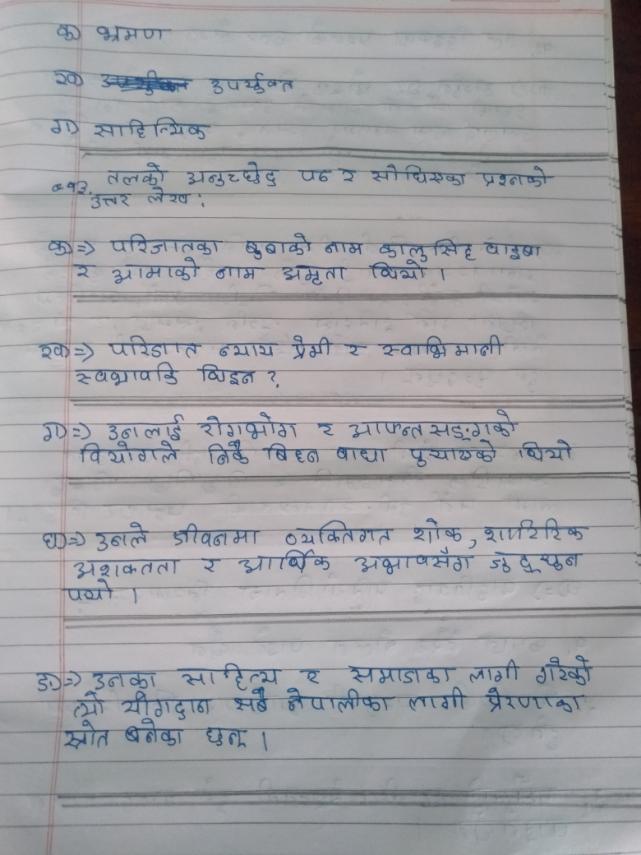 क) भ्रमण
ख) उपर्युक्त
ग) साहित्यिक
तलको अनुच्छेद पढ र सोधिएका प्रश्नको
उत्तर लेख :
क)=> परिजातका बुबाको नाम कालुसिह वाइबा
र आमाको नाम अमृता थियो ।
ख)=> परिजात न्याय प्रेमी र स्वाभिमानी
स्वभावकि थिइन ?
ग)=> उनलाई रोगभोग र आफन्तसङ्गको
वियोगले निकै बिघ्न बाधा पुर्‍याएको थियो
घ)=> उनले जीवनमा व्यक्तिगत शोक, शारिरिक
अशक्तता र आर्थिक अभावसँग जुध्नु
पर्यो ।
ङ)=> उनका साहित्य र समाजका लागी गरेको
त्यो योगदान सबै नेपालीका लागी प्रेरणाका
स्रोत बनेका छन् ।